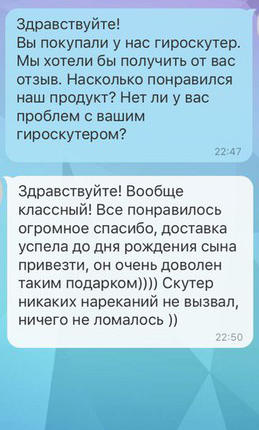 Здравствуйте!
Вы покупали у нас гироскутер.
Мы хотели бы получить от вас
отзыв. Насколько понравился
наш продукт? Нет ли у вас
проблем с вашим
гироскутером?
22:47
Здравствуйте! Вообще
классный! Все понравилось
огромное спасибо, доставка
успела до дня рождения сына
привезти, он очень доволен
таким подарком)))) Скутер
никаких нареканий не вызвал,
ничего не ломалось ))
22:50